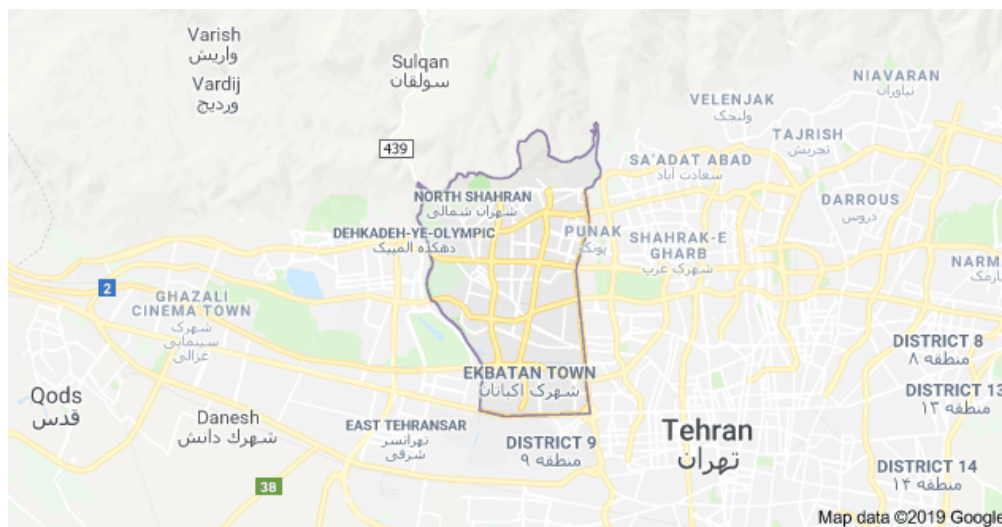 Varish
واریش
Vardij
وردیج
Sulqan
سولقان
439
NIAVARAN
نیاوران
VELENJAK
ولنجک
TAJRISH
تجریش
SA'ADAT ABAD
سعادت آباد
NORTH SHAHRAN
شهران شمالی
DARROUS
دروس
DEHKADEH-YE-OLYMPIC
دهکده المپیک
PUNAK
پونک
SHAHRAK-E
GHARB
شهرک غرب
NARM
ارمک
2
GHAZALI
CINEMA TOWN
شهرک
سینمایی
غزالی
DISTRICT 8
منطقه ۸
EKBATAN TOWN
شهرک اکباتان
DISTRICT 13
منطقه ۱۳
Qods
قدس
Danesh
شهرك دانش
EAST TEHRANSAR
تهرانسر
شرقی
DISTRICT 9
منطقه ۹
Tehran
تهران
DISTRICT 14
منطقه ۱۴
38
Map data ©2019 Google